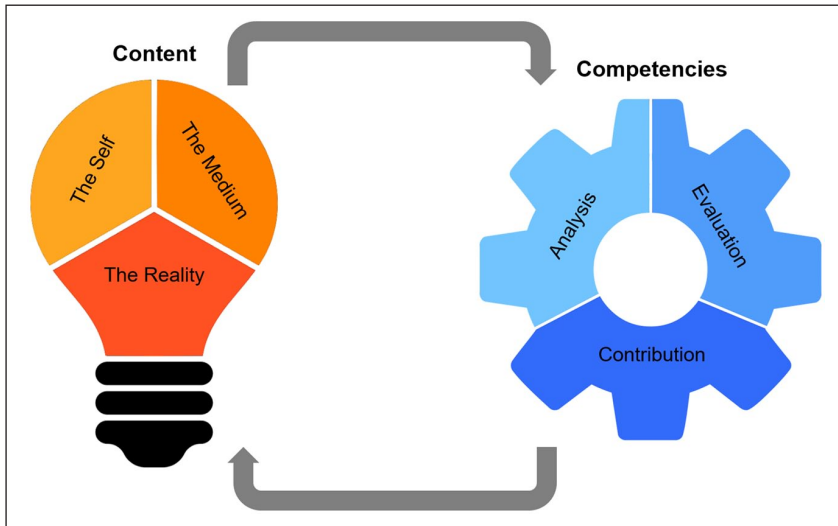 Content
Competencies
The Self
The Medium
The Reality
Analysis
Evaluation
Contribution